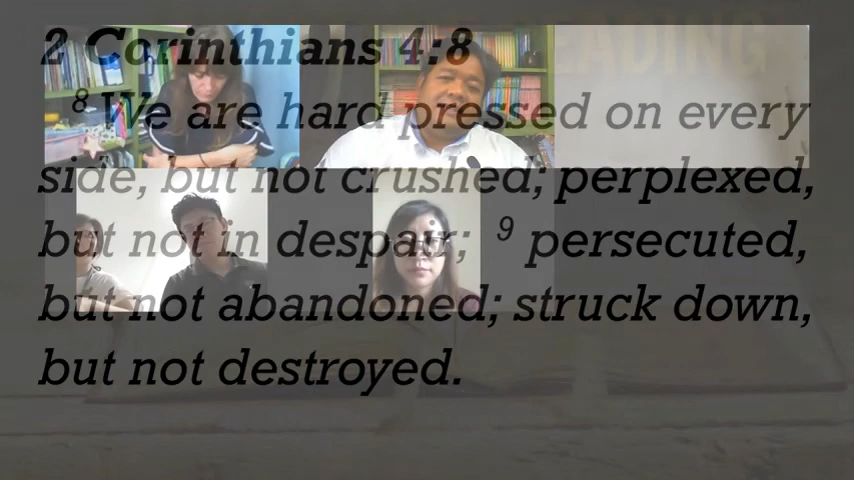 READING
2 Corinthians 4:8
8 We are hard pressed on every
side, but not crushed; perplexed,
but not in despair; 9 persecuted,
but not abandoned; struck down,
but not destroyed.